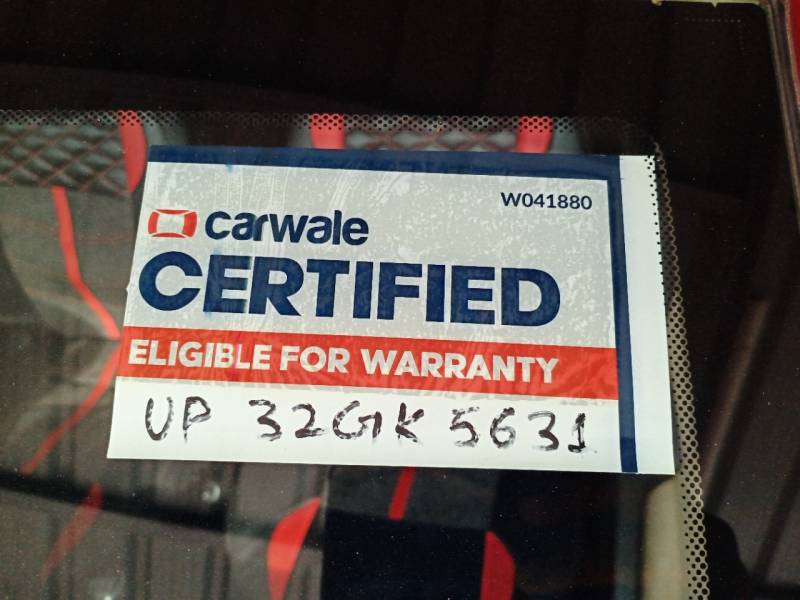 W041880
carwale
CERTIFIED
ELIGIBLE FOR WARRANTY
UP 32GK 5631